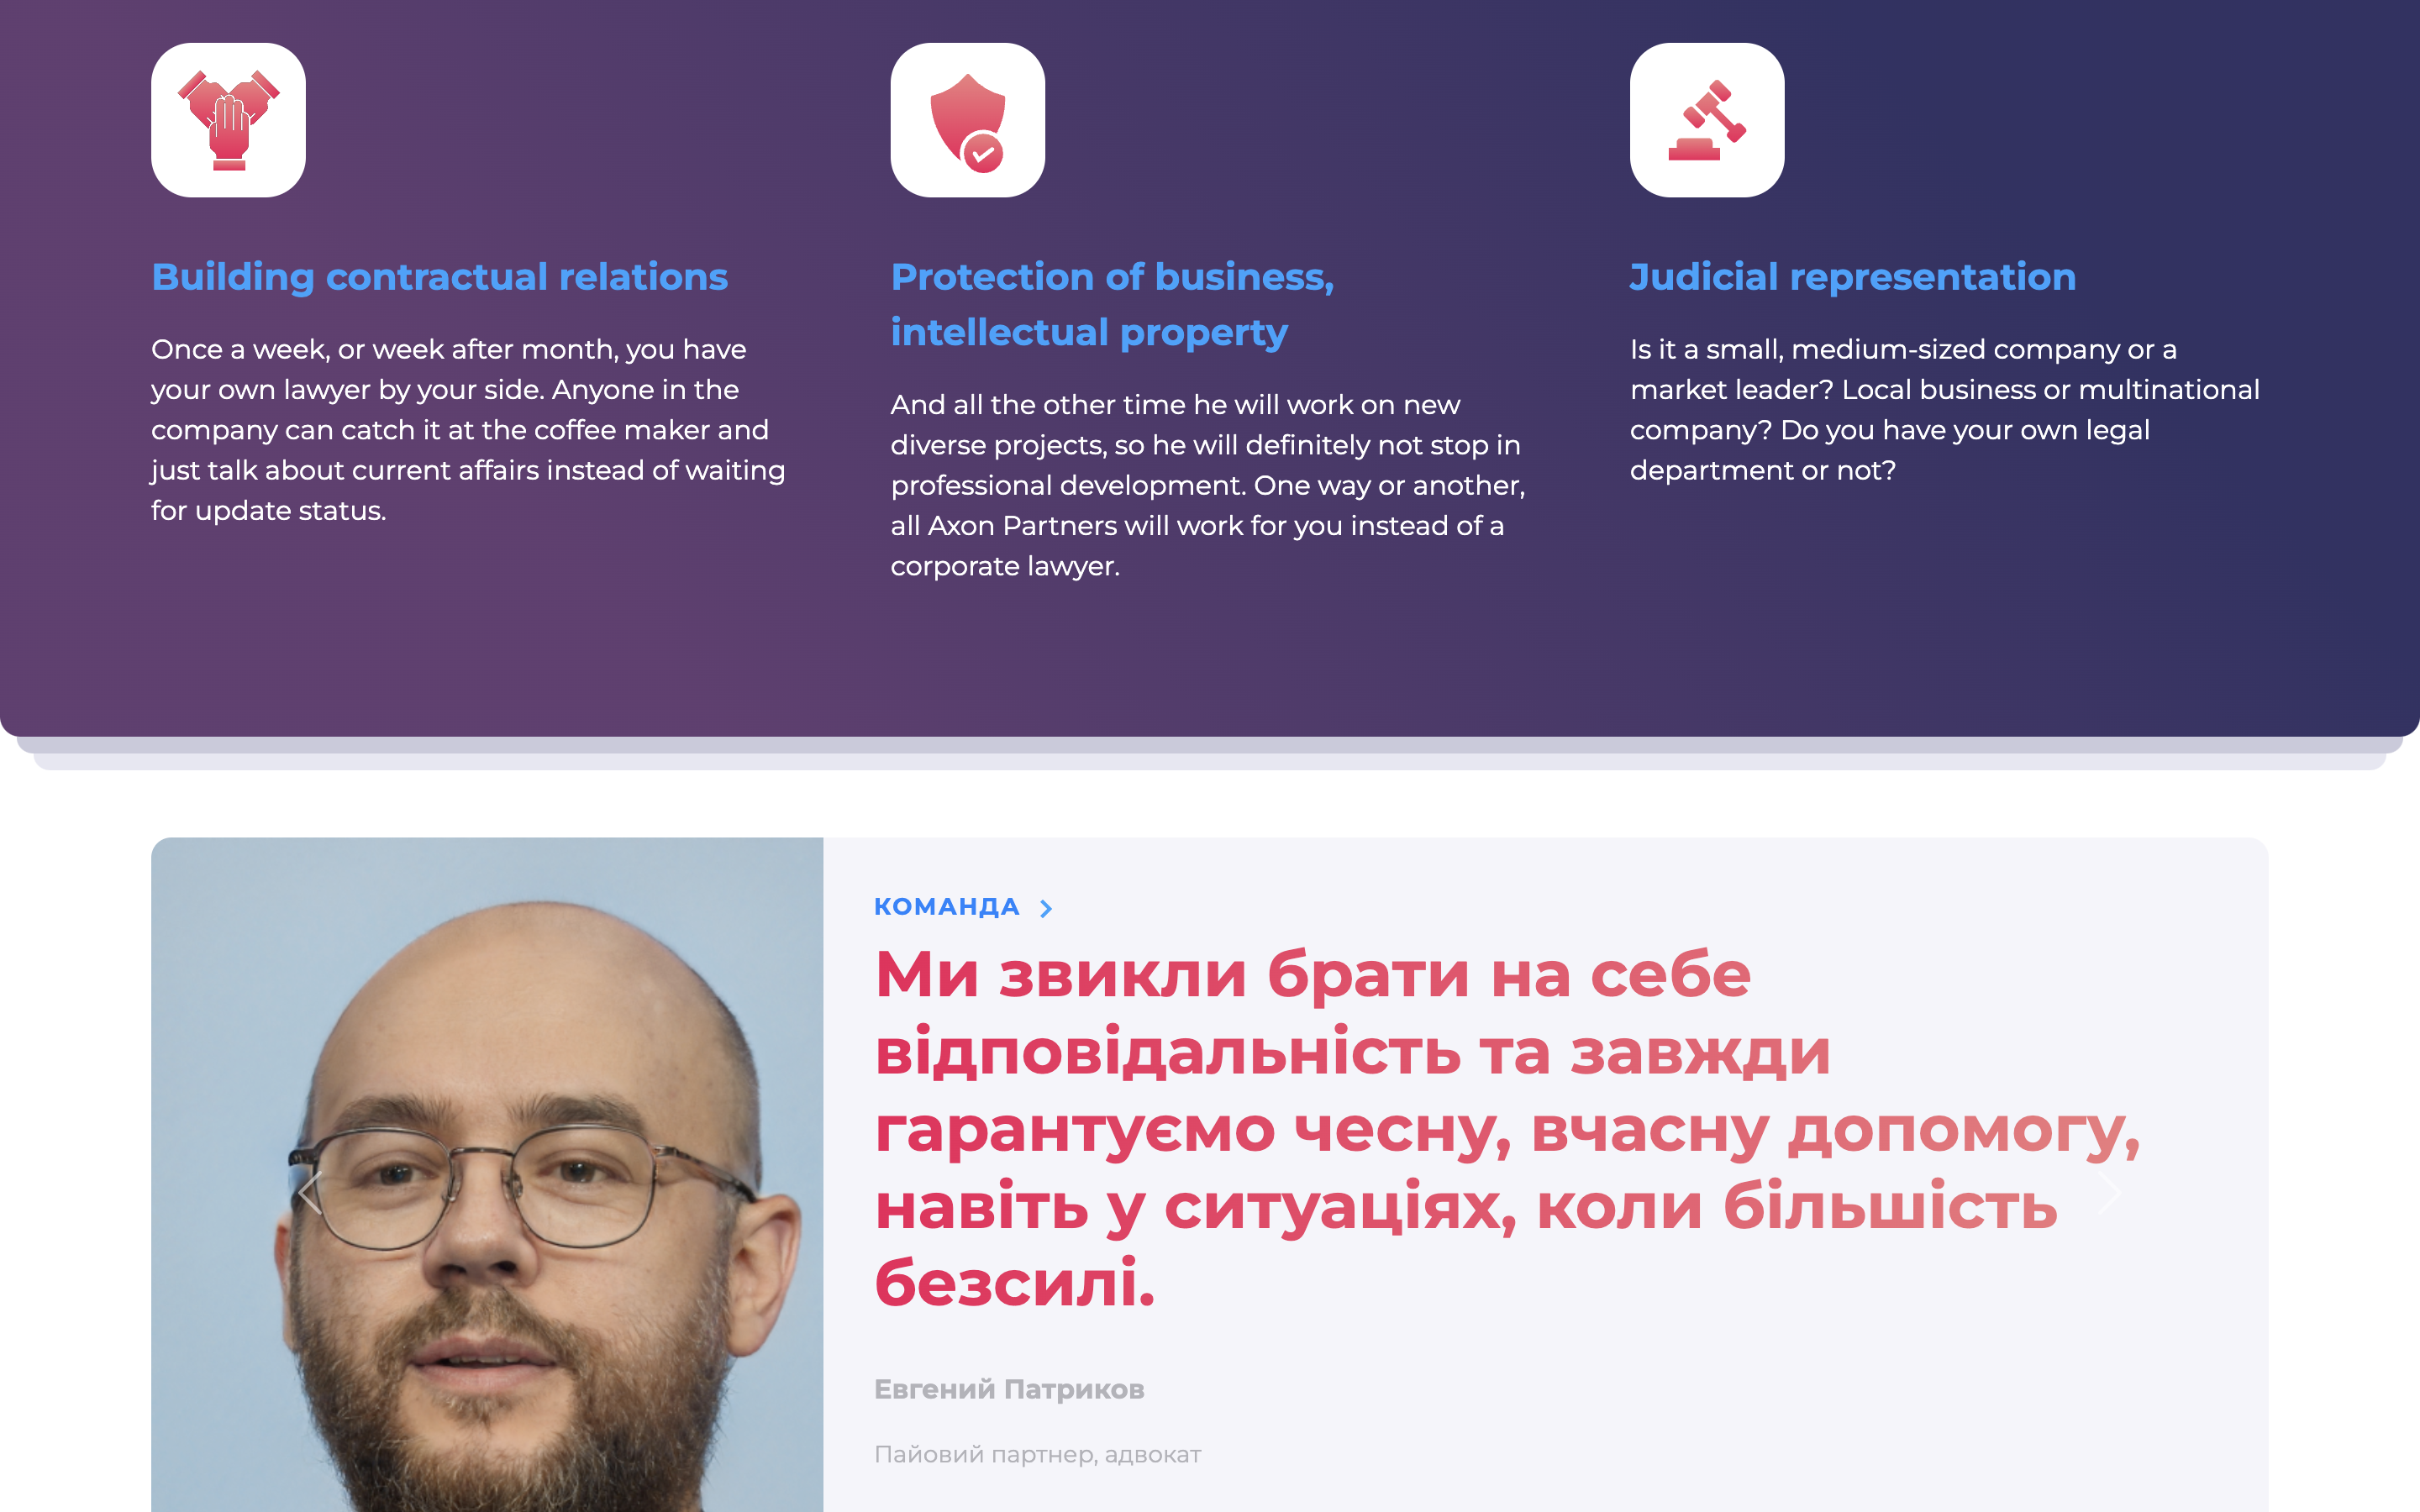 Building contractual relations
Once a week, or week after month, you have
your own lawyer by your side. Anyone in the
company can catch it at the coffee maker and
just talk about current affairs instead of waiting
for update status.
Protection of business,
intellectual property
And all the other time he will work on new
diverse projects, so he will definitely not stop in
professional development. One way or another,
all Axon Partners will work for you instead of a
corporate lawyer.
Judicial representation
Is it a small, medium-sized company or a
market leader? Local business or multinational
company? Do you have your own legal
department or not?
КОМАНДА
Ми звикли брати на себе
відповідальність та завжди
гарантуємо чесну, вчасну допомогу,
навіть у ситуаціях, коли більшість
безсилі.
Евгений Патриков
Пайовий партнер, адвокат